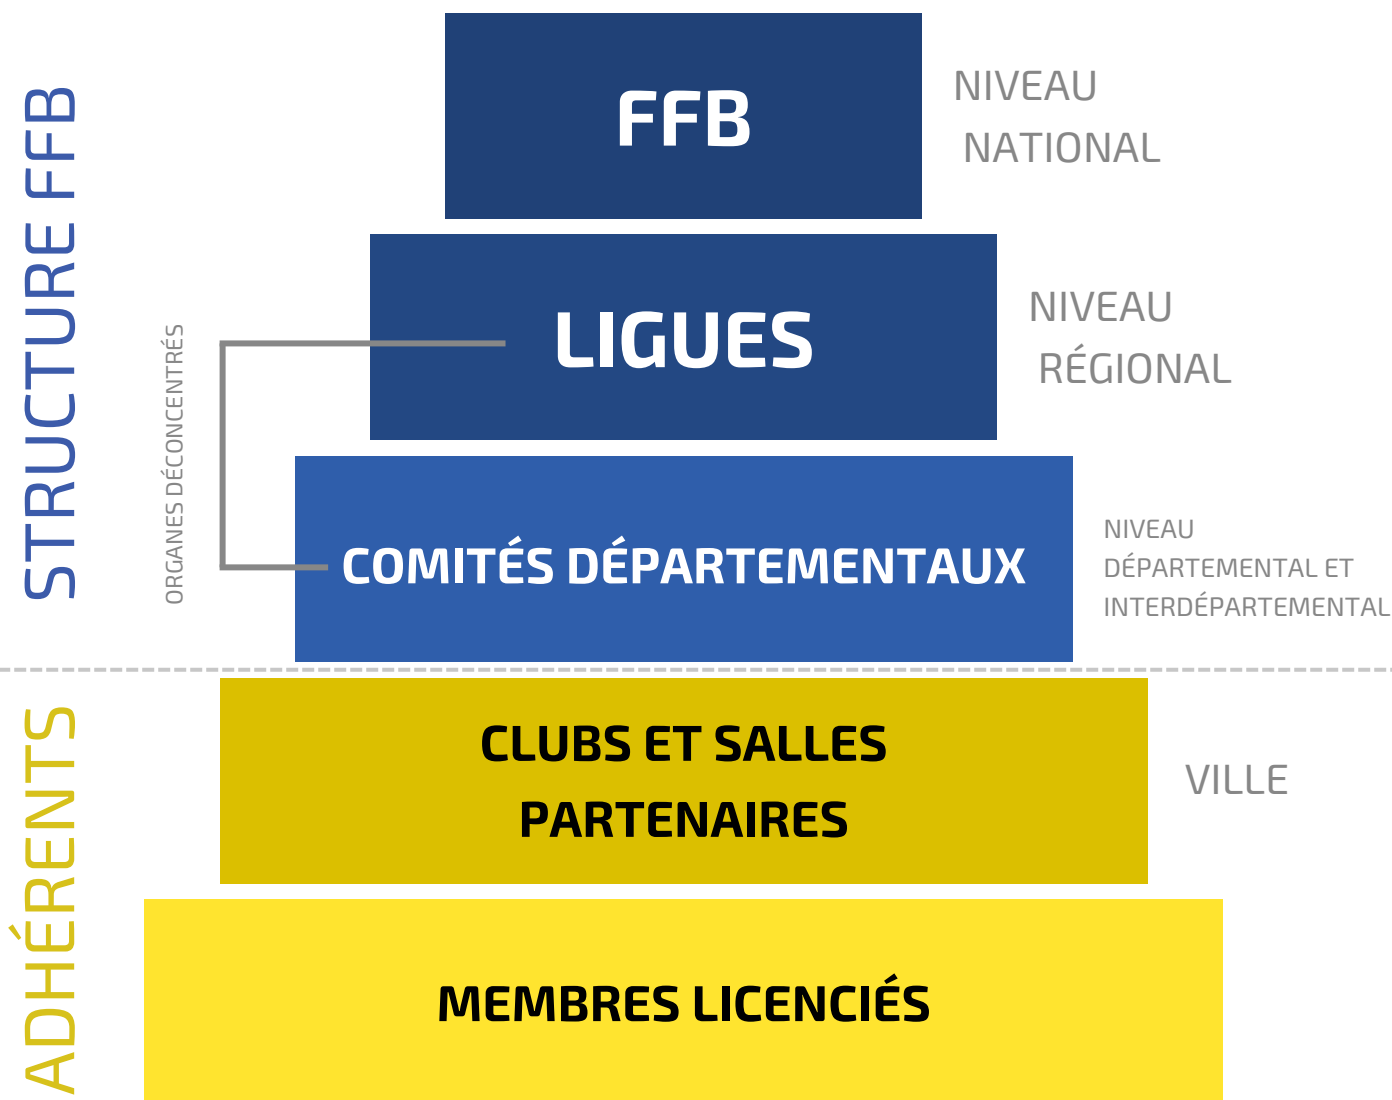 STRUCTURE FFB
FFB
NIVEAU
NATIONAL
LIGUES
NIVEAU
RÉGIONAL
ORGANES DÉCONCENTRÉS
COMITÉS DÉPARTEMENTAUX
NIVEAU
DÉPARTEMENTAL ET
INTERDÉPARTEMENTAL
ADHÉRENTS
CLUBS ET SALLES
PARTENAIRES
VILLE
MEMBRES LICENCIÉS